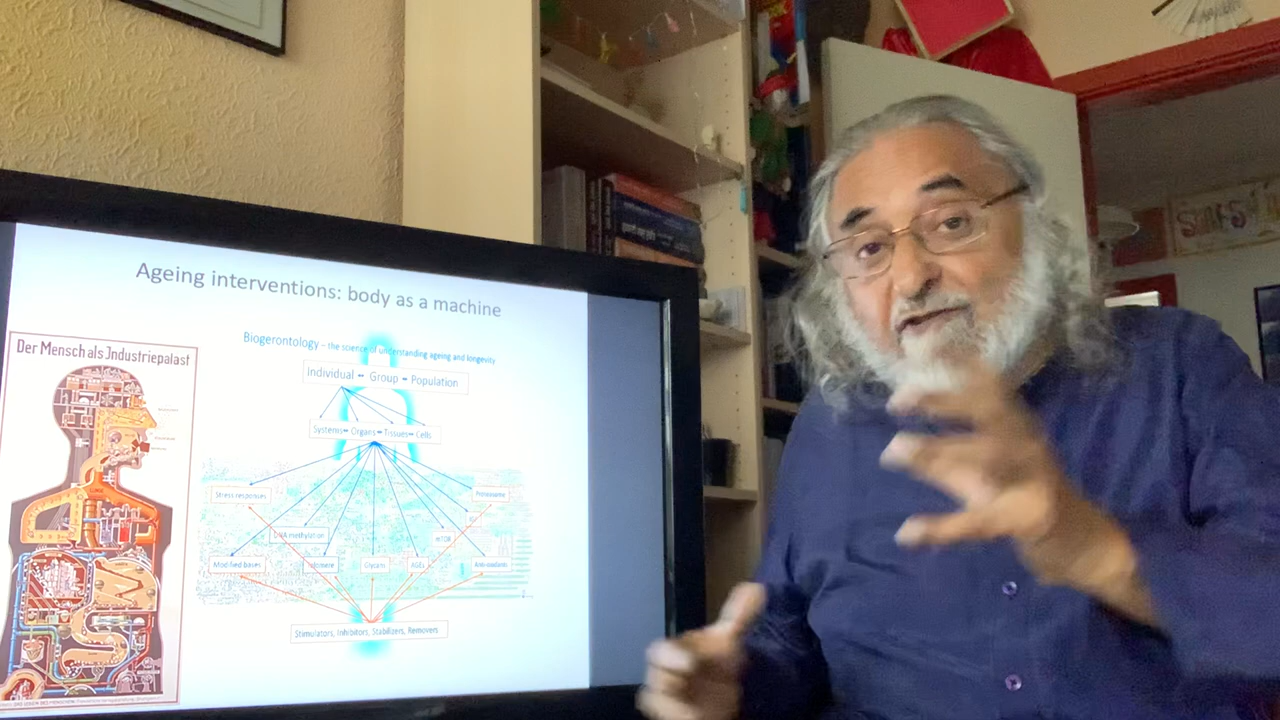 Ageing interventions: body as a machine
Der Mensch als Industriepalast
Biogerontology – the science of understanding ageing and longevity
Individual ↔ Group ↔ Population
Systems ↔ Organs ↔ Tissues ↔ Cells
Stress responses
Proteasome
DNA methylation
mTOR
Modified bases
Telomere
Glycans
AGEs
Anti-oxidants
Stimulators, Inhibitors, Stabilizers, Removers